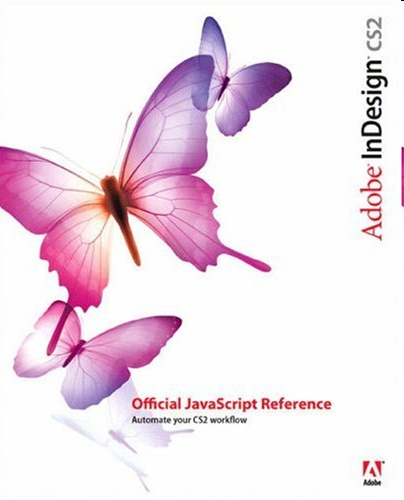 Adobe® InDesign® CS2
Official JavaScript Reference
Automate your CS2 workflow
Adobe